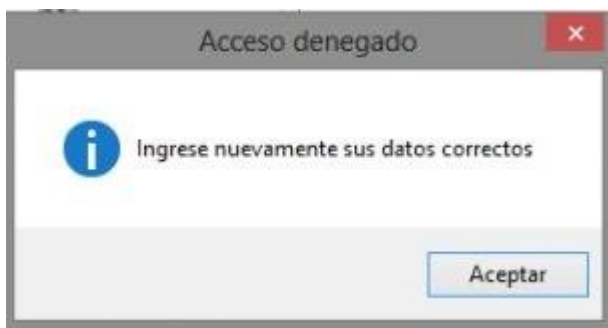 Acceso denegado
Ingrese nuevamente sus datos correctos
Aceptar